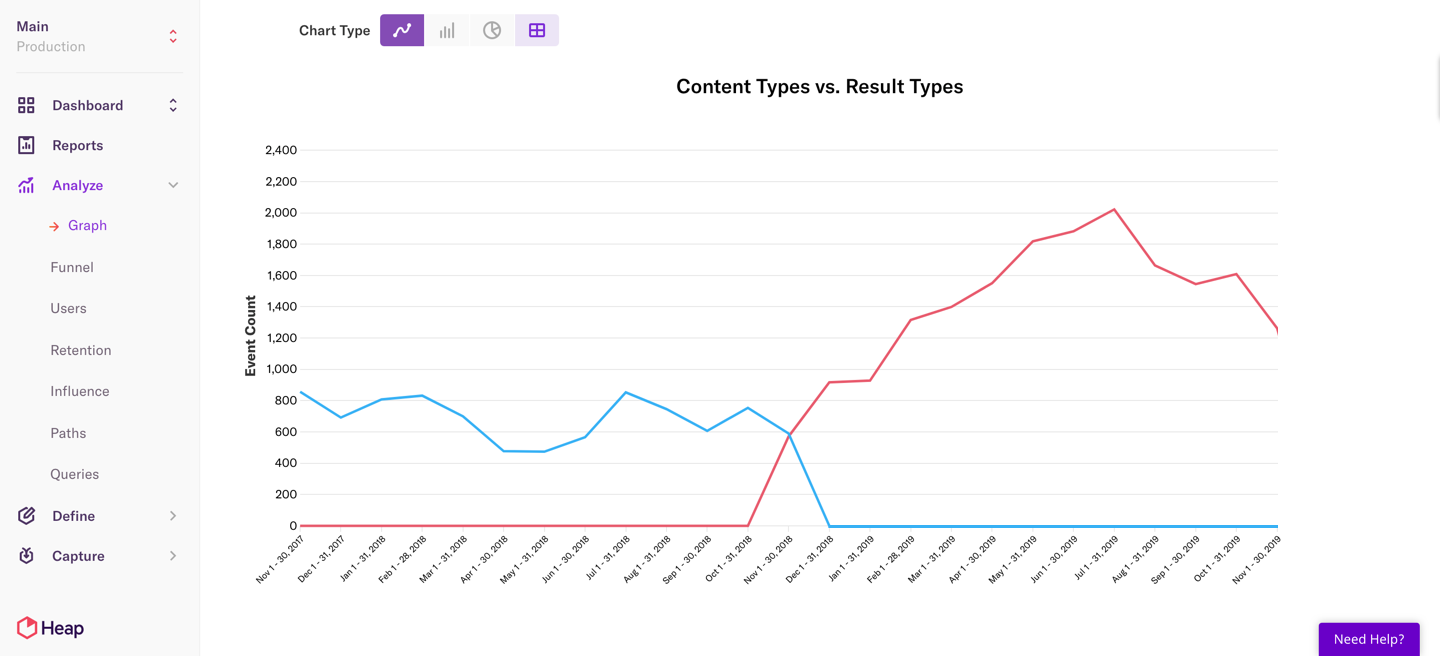 Main
Production
Dashboard
Reports
Analyze
Graph
Funnel
Users
Retention
Influence
Paths
Queries
Define
Capture
Heap
Chart Type
Content Types vs. Result Types
Event Count
2,400
2,200
2,000
1,800
1,600
1,400
1,200
1,000
800
600
400
200
0
Nov 1 - 30, 2017
Dec 1 - 31, 2017
Jan 1 - 31, 2018
Feb 1 - 28, 2018
Mar 1 - 31, 2018
Apr 1 - 30, 2018
May 1 - 31, 2018
Jun 1 - 30, 2018
Jul 1 - 31, 2018
Aug 1 - 31, 2018
Sep 1 - 30, 2018
Oct 1 - 31, 2018
Nov 1 - 30, 2018
Dec 1 - 31, 2018
Jan 1 - 31, 2019
Feb 1 - 28, 2019
Mar 1 - 31, 2019
Apr 1 - 30, 2019
May 1 - 31, 2019
Jun 1 - 30, 2019
Jul 1 - 31, 2019
Aug 1 - 31, 2019
Sep 1 - 30, 2019
Oct 1 - 31, 2019
Nov 1 - 30, 2019
Need Help?